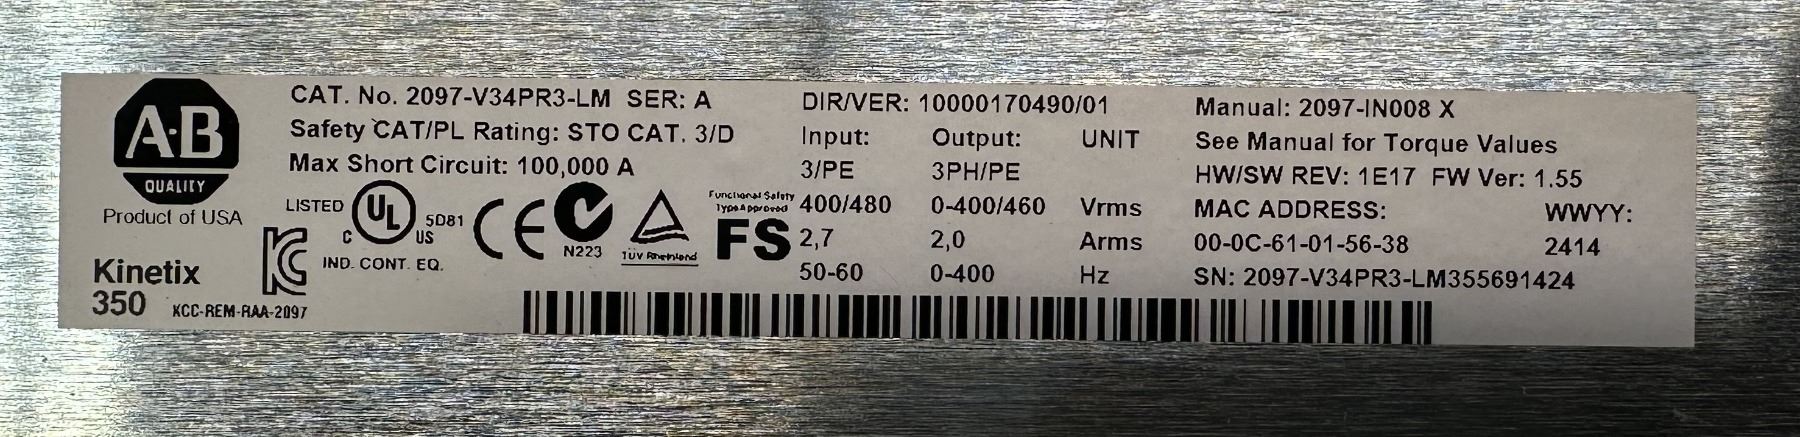 A·B
QUALITY
Product of USA
Kinetix
350
KCC-REM-RAA-2097
CAT. No. 2097-V34PR3-LM SER: A
Safety CAT/PL Rating: STO CAT. 3/D
Max Short Circuit: 100,000 A
LISTED
UL
5D81
C
US
IND. CONT. EQ.
CE
N223
TÜV Rheinland
Functional Safety
Type Approved
FS
DIR/VER: 10000170490/01
Input: Output: UNIT
3/PE 3PH/PE
400/480 0-400/460 Vrms
2,7 2,0 Arms
50-60 0-400 Hz
Manual: 2097-IN008 X
See Manual for Torque Values
HW/SW REV: 1E17 FW Ver: 1.55
MAC ADDRESS: WWYY:
00-0C-61-01-56-38 2414
SN: 2097-V34PR3-LM355691424